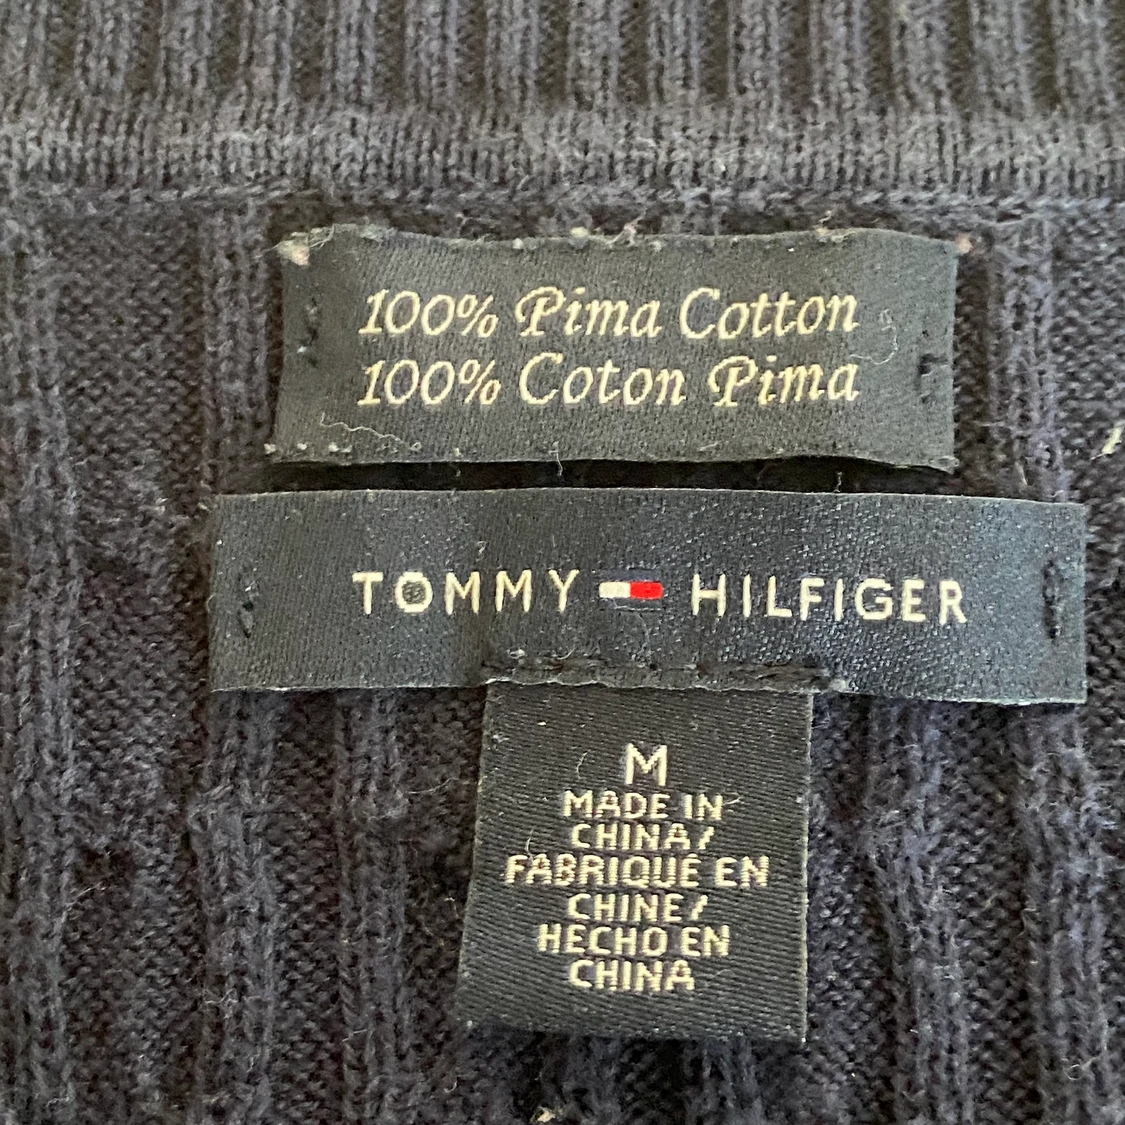 100% Pima Cotton
100% Coton Pima
TOMMY HILFIGER
M
MADE IN
CHINA/
FABRIQUÉ EN
CHINE/
HECHO EN
CHINA